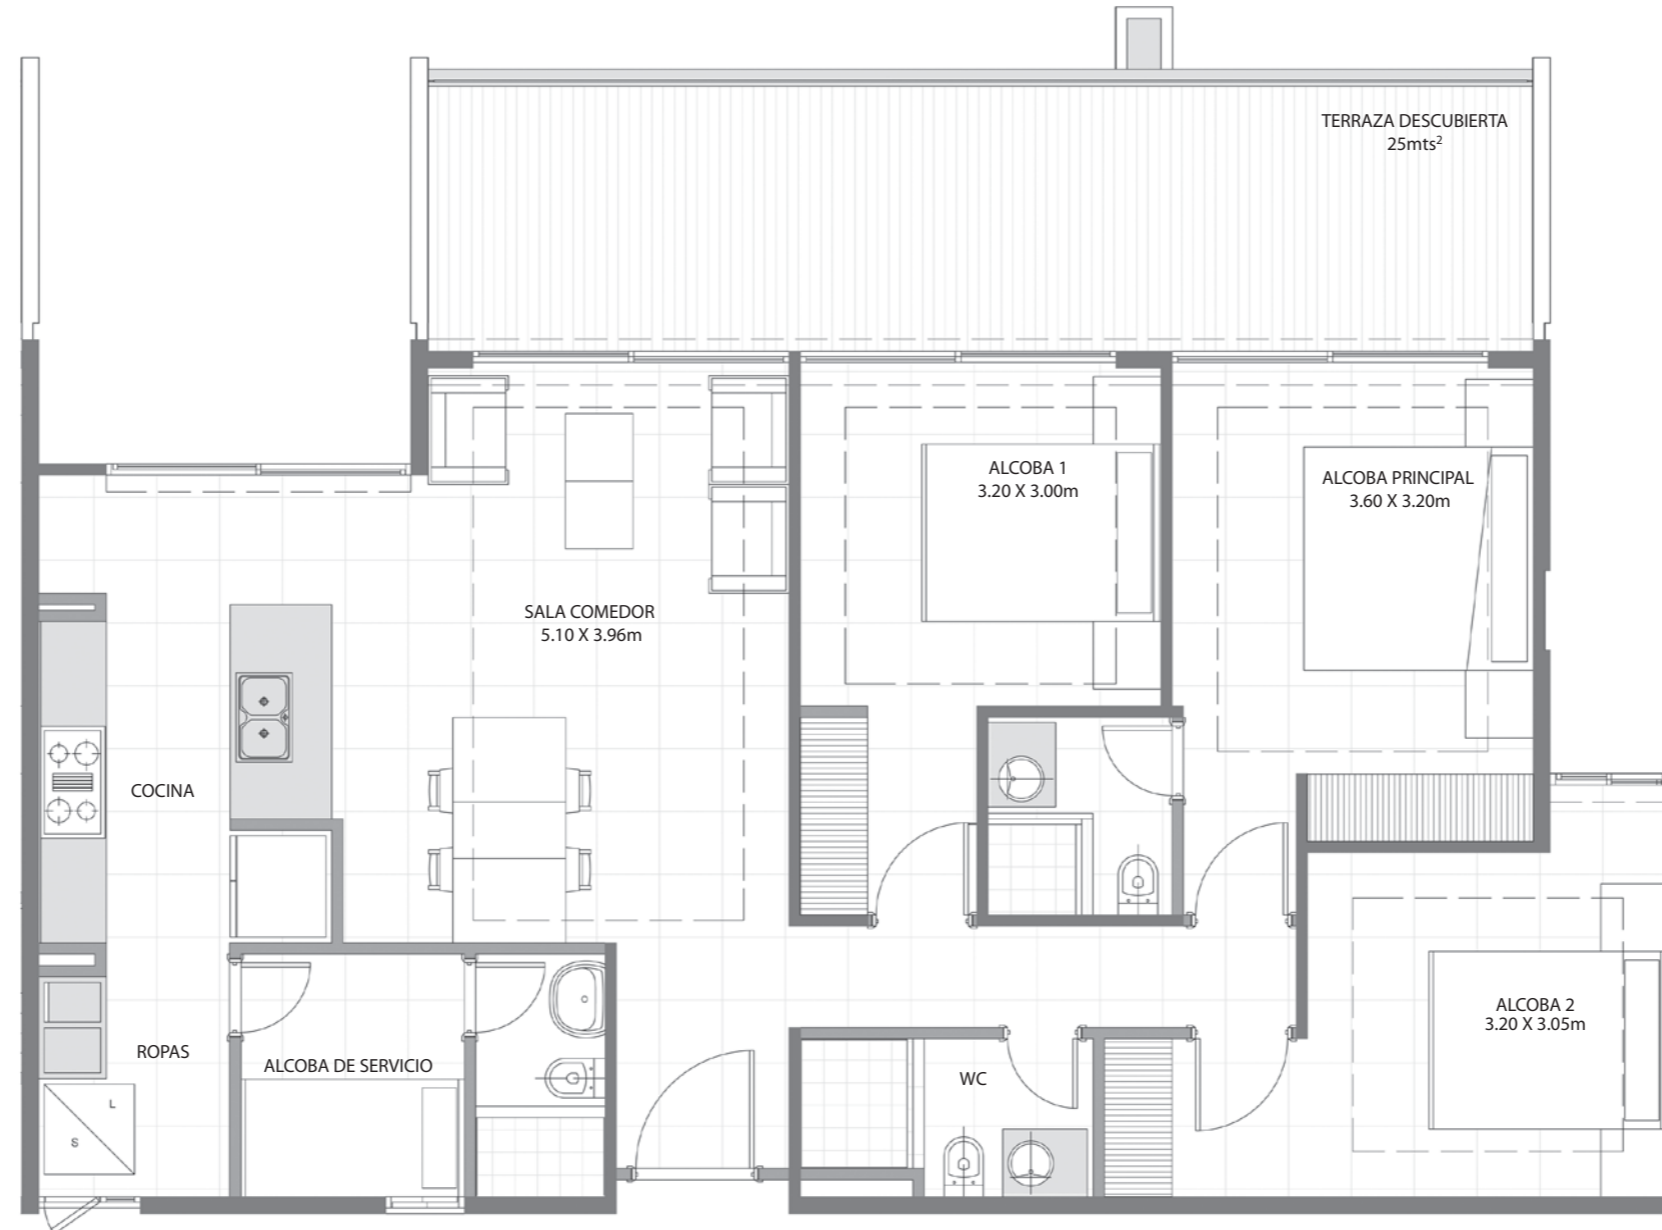 TERRAZA DESCUBIERTA
25mts²
ALCOBA 1
3.20 X 3.00m
ALCOBA PRINCIPAL
3.60 X 3.20m
SALA COMEDOR
5.10 X 3.96m
COCINA
ALCOBA 2
3.20 X 3.05m
ROPAS
ALCOBA DE SERVICIO
WC
L
S